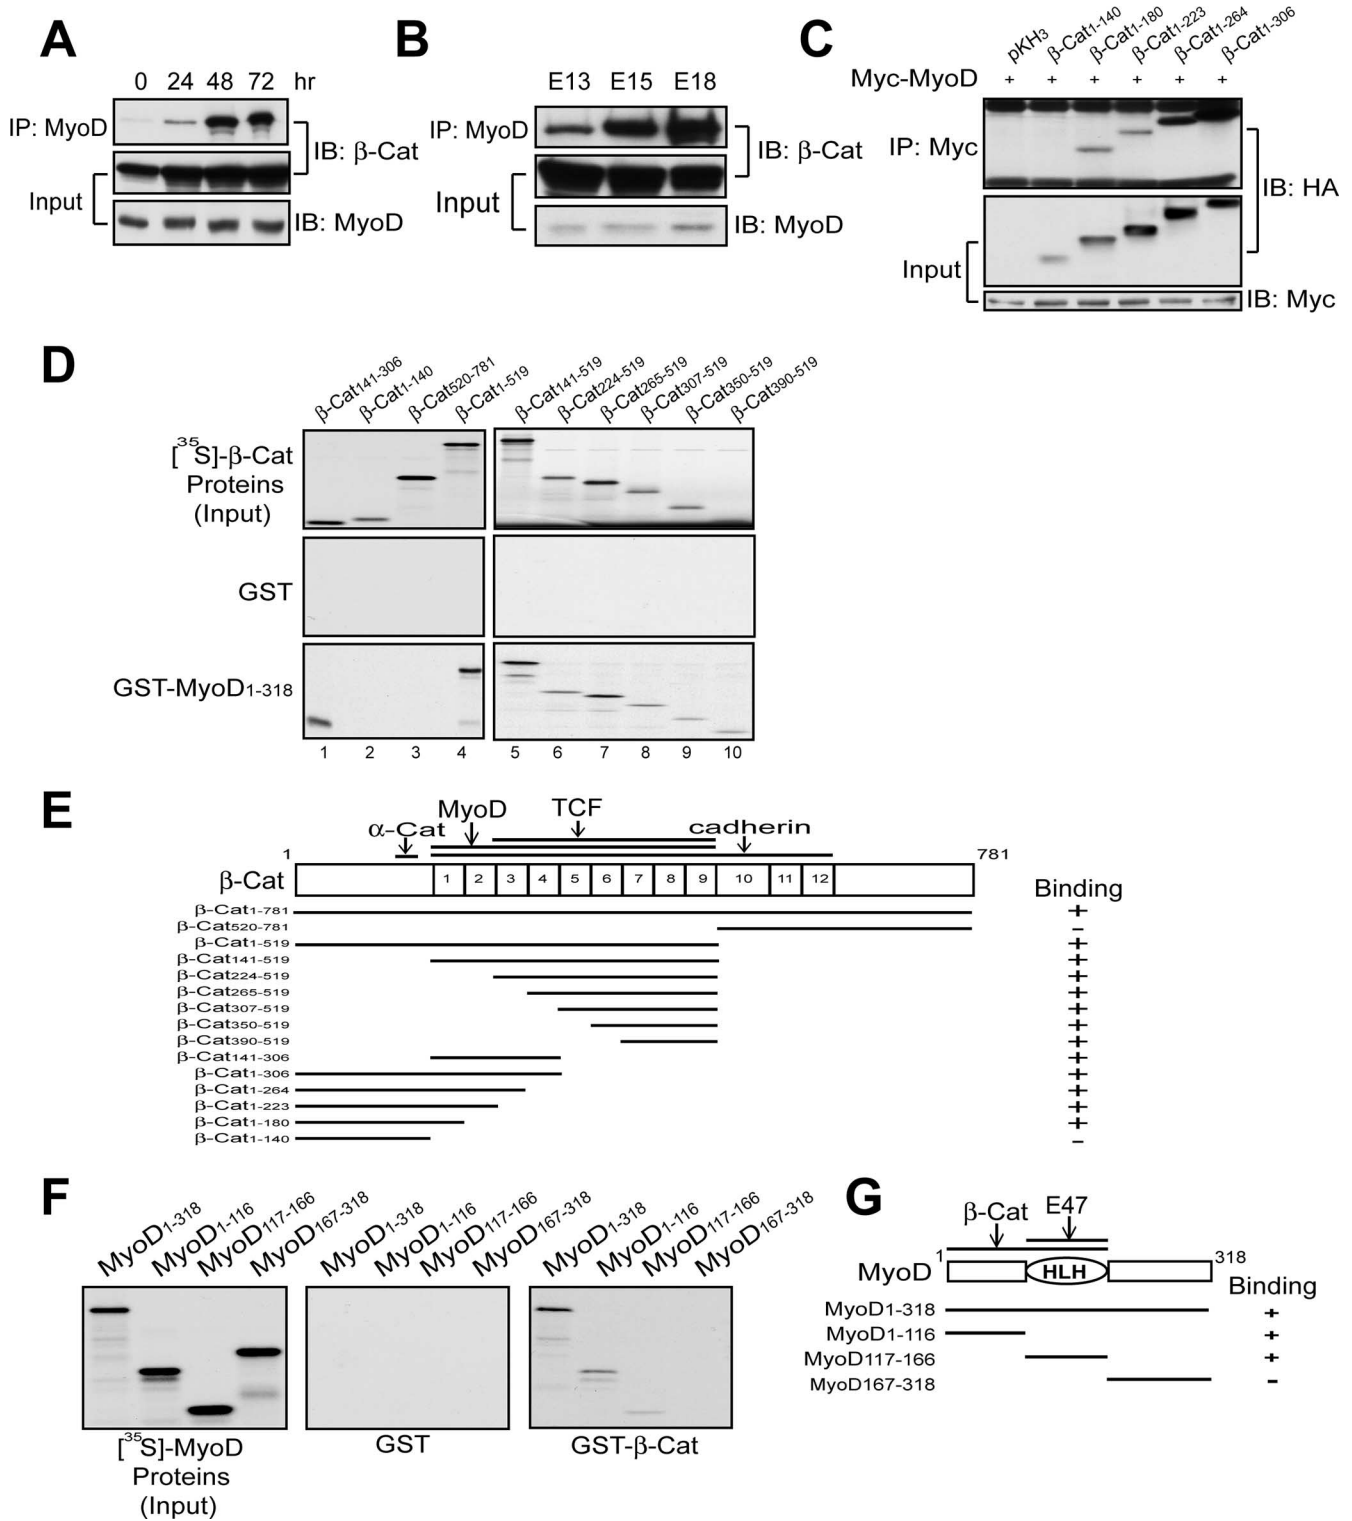 A
0 24 48 72 hr
IP: MyoD
IB: β-Cat
Input
IB: MyoD
B
E13 E15 E18
IP: MyoD
IB: β-Cat
Input
IB: MyoD
C
pKH3 β-Cat1-140 β-Cat1-180 β-Cat1-223 β-Cat1-264 β-Cat1-306
Myc-MyoD + + + + + +
IP: Myc
IB: HA
Input
IB: Myc
D
β-Cat141-306 β-Cat1-140 β-Cat520-781 β-Cat1-519 β-Cat141-519 β-Cat224-519 β-Cat265-519 β-Cat307-519 β-Cat350-519 β-Cat390-519
[35S]-β-Cat
Proteins
(Input)
GST
GST-MyoD1-318
1 2 3 4 5 6 7 8 9 10
E
α-Cat MyoD TCF cadherin
1 781
β-Cat 1 2 3 4 5 6 7 8 9 10 11 12
Binding
β-Cat1-781 +
β-Cat520-781 −
β-Cat1-519 +
β-Cat141-519 +
β-Cat224-519 +
β-Cat265-519 +
β-Cat307-519 +
β-Cat350-519 +
β-Cat390-519 +
β-Cat141-306 +
β-Cat1-306 +
β-Cat1-264 +
β-Cat1-223 +
β-Cat1-180 +
β-Cat1-140 −
F
MyoD1-318 MyoD1-116 MyoD117-166 MyoD167-318 MyoD1-318 MyoD1-116 MyoD117-166 MyoD167-318 MyoD1-318 MyoD1-116 MyoD117-166 MyoD167-318
[35S]-MyoD
Proteins
(Input)
GST
GST-β-Cat
G
β-Cat E47
1 318
MyoD HLH
Binding
MyoD1-318 +
MyoD1-116 +
MyoD117-166 +
MyoD167-318 −